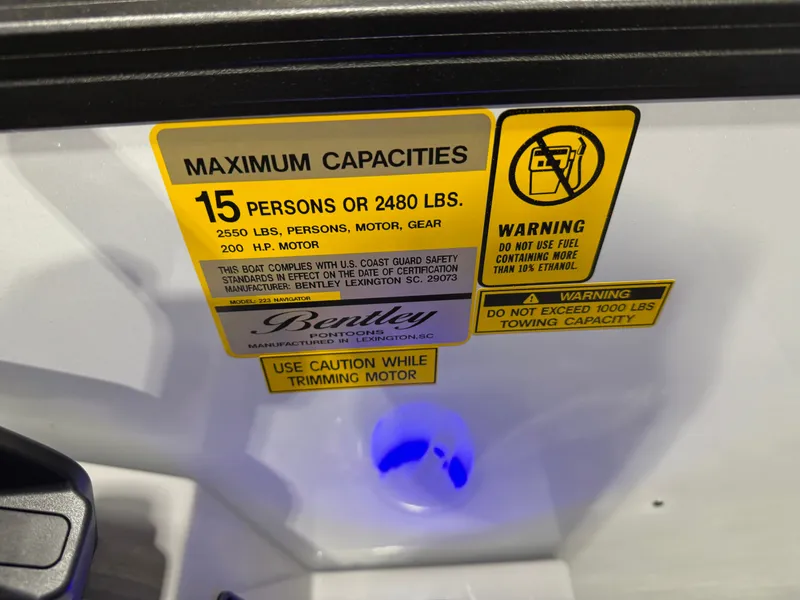 MAXIMUM CAPACITIES
15 PERSONS OR 2480 LBS.
2550 LBS, PERSONS, MOTOR, GEAR
200 H.P. MOTOR
THIS BOAT COMPLIES WITH U.S. COAST GUARD SAFETY
STANDARDS IN EFFECT ON THE DATE OF CERTIFICATION
MANUFACTURER: BENTLEY LEXINGTON SC. 29073
MODEL: 223 NAVIGATOR
Bentley
PONTOONS
MANUFACTURED IN LEXINGTON,SC
WARNING
DO NOT USE FUEL
CONTAINING MORE
THAN 10% ETHANOL.
WARNING
DO NOT EXCEED 1000 LBS
TOWING CAPACITY
USE CAUTION WHILE
TRIMMING MOTOR